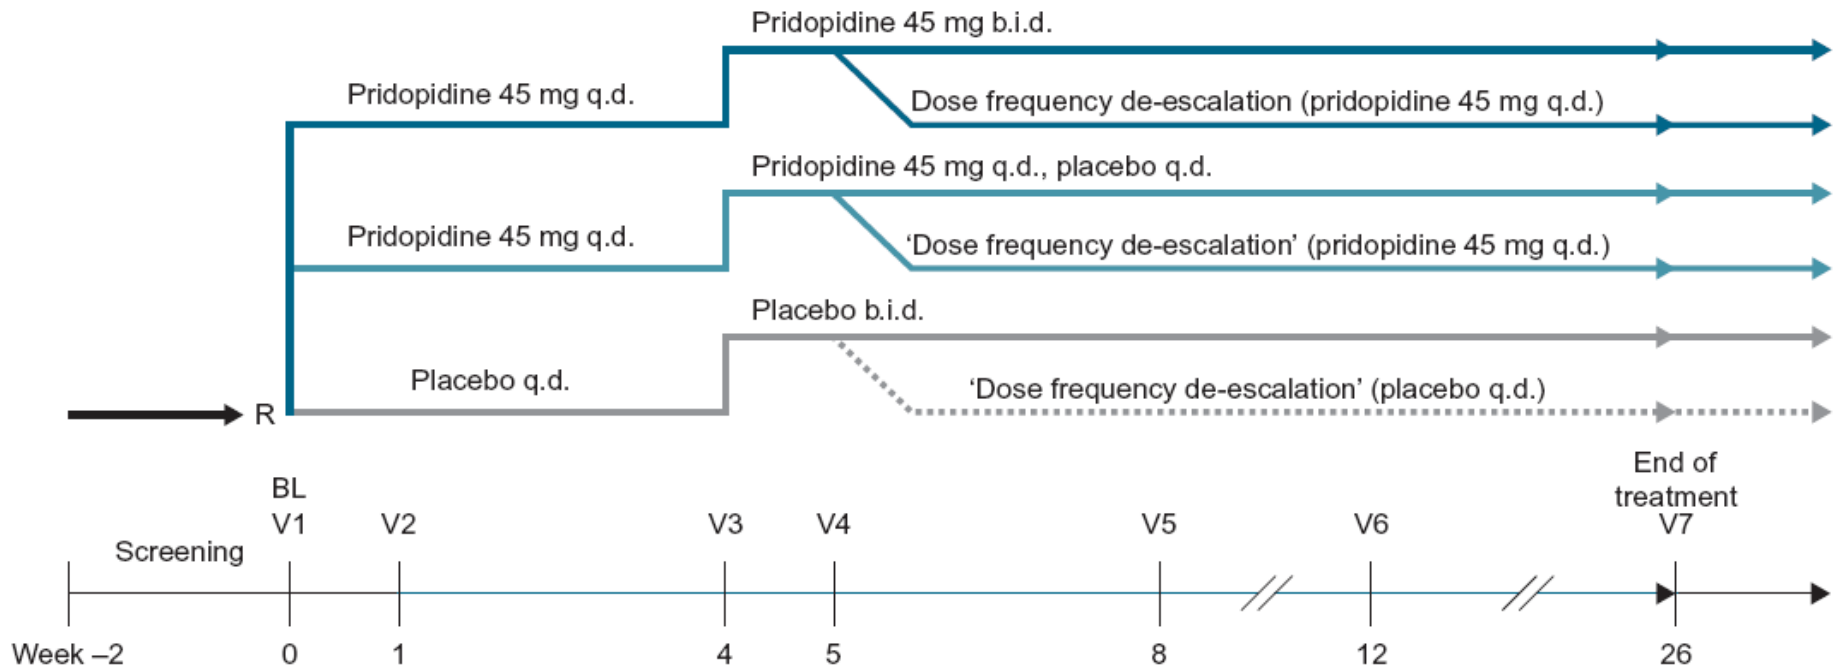 Pridopidine 45 mg b.i.d.
Pridopidine 45 mg q.d.
Dose frequency de-escalation (pridopidine 45 mg q.d.)
Pridopidine 45 mg q.d., placebo q.d.
Pridopidine 45 mg q.d.
‘Dose frequency de-escalation’ (pridopidine 45 mg q.d.)
Placebo b.i.d.
Placebo q.d.
‘Dose frequency de-escalation’ (placebo q.d.)
R
End of
treatment
BL
V1 V2 V3 V4 V5 V6 V7
Screening
Week –2 0 1 4 5 8 12 26